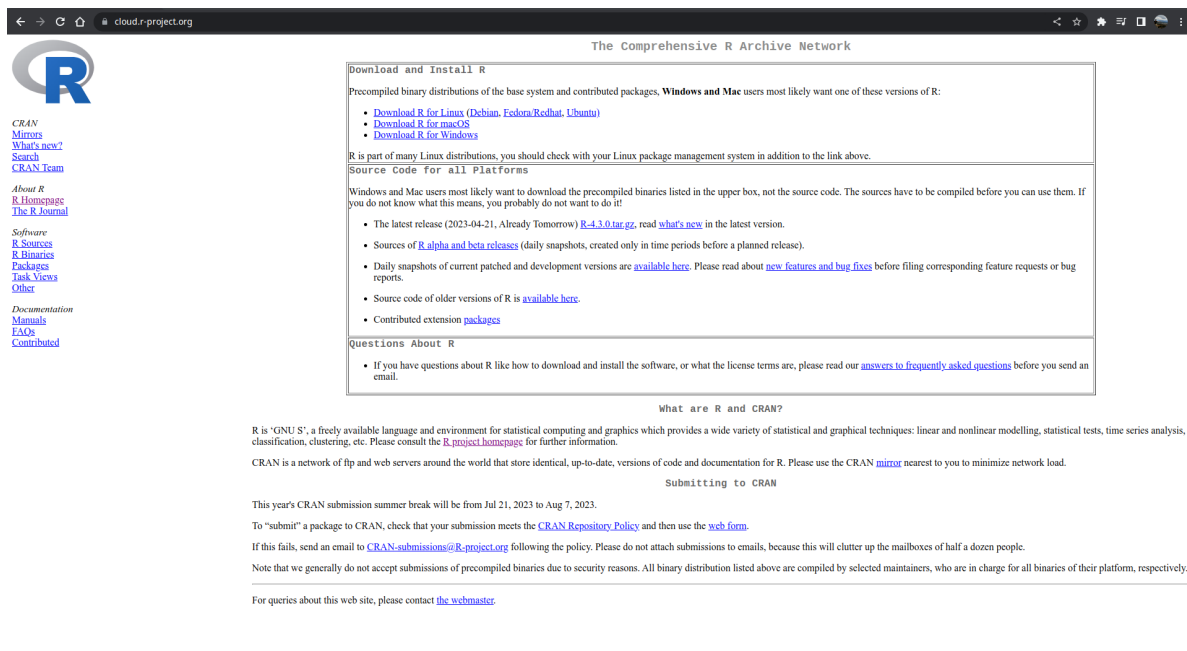 cloud.r-project.org
R
CRAN
Mirrors
What's new?
Search
CRAN Team
About R
R Homepage
The R Journal
Software
R Sources
R Binaries
Packages
Task Views
Other
Documentation
Manuals
FAQs
Contributed
The Comprehensive R Archive Network
Download and Install R
Precompiled binary distributions of the base system and contributed packages, Windows and Mac users most likely want one of these versions of R:
• Download R for Linux (Debian, Fedora/Redhat, Ubuntu)
• Download R for macOS
• Download R for Windows
R is part of many Linux distributions, you should check with your Linux package management system in addition to the link above.
Source Code for all Platforms
Windows and Mac users most likely want to download the precompiled binaries listed in the upper box, not the source code. The sources have to be compiled before you can use them. If
you do not know what this means, you probably do not want to do it!
• The latest release (2023-04-21, Already Tomorrow) R-4.3.0.tar.gz, read what's new in the latest version.
• Sources of R alpha and beta releases (daily snapshots, created only in time periods before a planned release).
• Daily snapshots of current patched and development versions are available here. Please read about new features and bug fixes before filing corresponding feature requests or bug
reports.
• Source code of older versions of R is available here.
• Contributed extension packages
Questions About R
• If you have questions about R like how to download and install the software, or what the license terms are, please read our answers to frequently asked questions before you send an
email.
What are R and CRAN?
R is ‘GNU S’, a freely available language and environment for statistical computing and graphics which provides a wide variety of statistical and graphical techniques: linear and nonlinear modelling, statistical tests, time series analysis,
classification, clustering, etc. Please consult the R project homepage for further information.
CRAN is a network of ftp and web servers around the world that store identical, up-to-date, versions of code and documentation for R. Please use the CRAN mirror nearest to you to minimize network load.
Submitting to CRAN
This year's CRAN submission summer break will be from Jul 21, 2023 to Aug 7, 2023.
To “submit” a package to CRAN, check that your submission meets the CRAN Repository Policy and then use the web form.
If this fails, send an email to CRAN-submissions@R-project.org following the policy. Please do not attach submissions to emails, because this will clutter up the mailboxes of half a dozen people.
Note that we generally do not accept submissions of precompiled binaries due to security reasons. All binary distribution listed above are compiled by selected maintainers, who are in charge for all binaries of their platform, respectively.
For queries about this web site, please contact the webmaster.